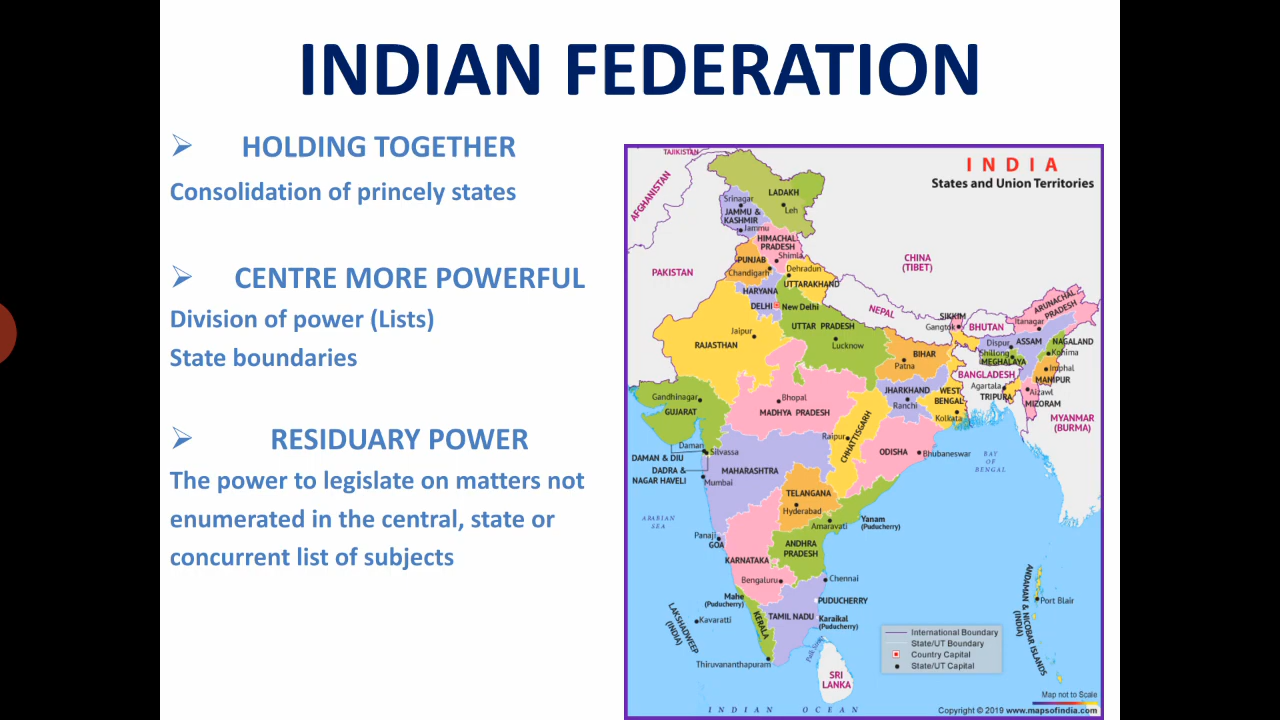 INDIAN FEDERATION
➢ HOLDING TOGETHER
Consolidation of princely states
➢ CENTRE MORE POWERFUL
Division of power (Lists)
State boundaries
➢ RESIDUARY POWER
The power to legislate on matters not
enumerated in the central, state or
concurrent list of subjects
INDIA
States and Union Territories
TAJIKISTAN
AFGHANISTAN
LADAKH
Srinagar
Leh
JAMMU &
KASHMIR
Jammu
HIMACHAL
PRADESH
Shimla
PUNJAB
Chandigarh
Dehradun
UTTARAKHAND
PAKISTAN
CHINA
(TIBET)
HARYANA
DELHI
New Delhi
NEPAL
SIKKIM
Gangtok
BHUTAN
ARUNACHAL
PRADESH
Itanagar
Jaipur
RAJASTHAN
UTTAR PRADESH
Lucknow
BIHAR
Patna
Dispur
ASSAM
NAGALAND
Shillong
Kohima
MEGHALAYA
Imphal
MANIPUR
BANGLADESH
Agartala
TRIPURA
Aizawl
MIZORAM
MYANMAR
(BURMA)
Gandhinagar
GUJARAT
Bhopal
MADHYA PRADESH
JHARKHAND
Ranchi
WEST
BENGAL
Kolkata
Raipur
CHHATTISGARH
ODISHA
Bhubaneswar
BAY
OF
BENGAL
Daman
Silvassa
DAMAN & DIU
DADRA &
NAGAR HAVELI
MAHARASHTRA
Mumbai
TELANGANA
Hyderabad
Amaravati
Yanam
(Puducherry)
ARABIAN
SEA
Panaji
GOA
KARNATAKA
ANDHRA
PRADESH
Bengaluru
Chennai
Mahe
(Puducherry)
PUDUCHERRY
TAMIL NADU
Karaikal
(Puducherry)
KERALA
LAKSHADWEEP
(INDIA)
Kavaratti
Thiruvananthapuram
Palk Strait
SRI
LANKA
ANDAMAN & NICOBAR ISLANDS
(INDIA)
Port Blair
International Boundary
State/UT Boundary
Country Capital
State/UT Capital
Map not to Scale
INDIAN OCEAN
Copyright © 2019 www.mapsofindia.com